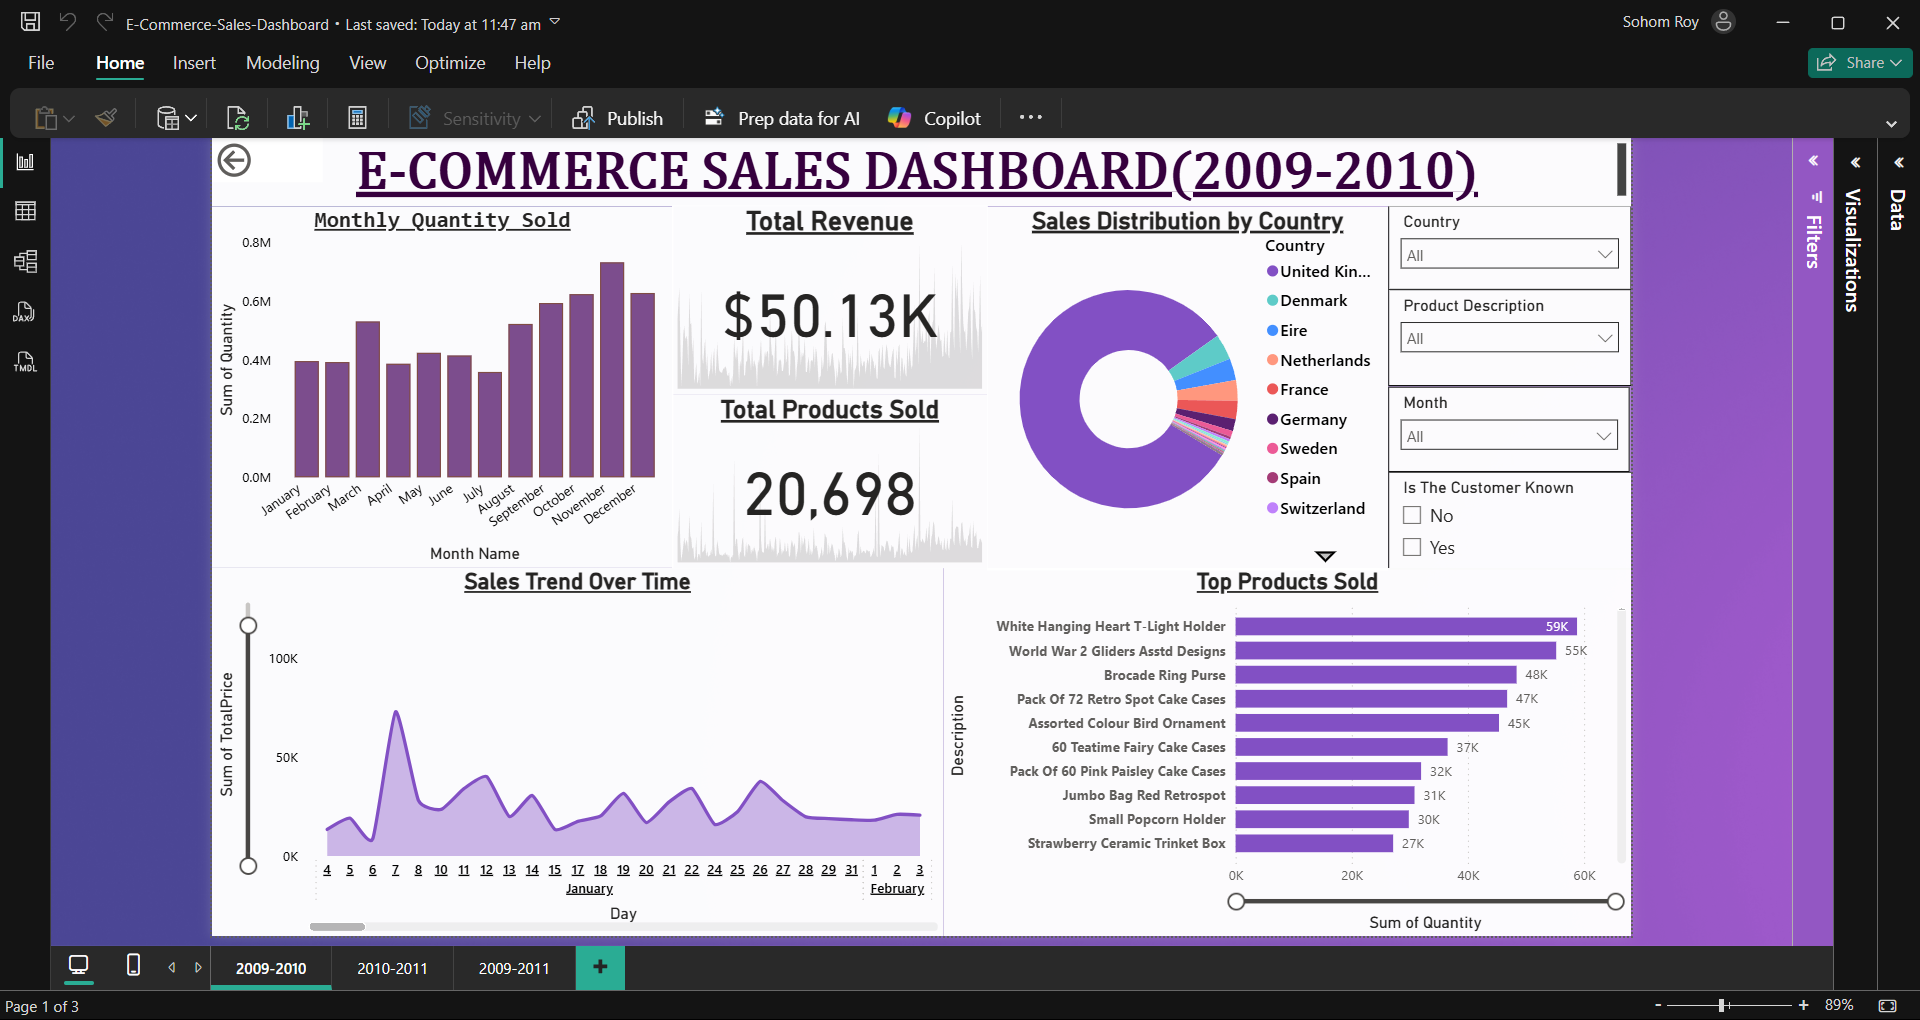 E-Commerce-Sales-Dashboard • Last saved: Today at 11:47 am
Sohom Roy
File Home Insert Modeling View Optimize Help
Share
Sensitivity
Publish
Prep data for AI
Copilot
DAX
TMDL
E-COMMERCE SALES DASHBOARD(2009-2010)
Monthly Quantity Sold
Sum of Quantity
0.8M
0.6M
0.4M
0.2M
0.0M
January
February
March
April
May
June
July
August
September
October
November
December
Month Name
Total Revenue
$50.13K
Total Products Sold
20,698
Sales Distribution by Country
Country
United Kin...
Denmark
Eire
Netherlands
France
Germany
Sweden
Spain
Switzerland
Country
All
Product Description
All
Month
All
Is The Customer Known
No
Yes
Filters
Visualizations
Data
Sales Trend Over Time
Sum of TotalPrice
100K
50K
0K
4 5 6 7 8 10 11 12 13 14 15 17 18 19 20 21 22 24 25 26 27 28 29 31 1 2 3
January February
Day
Top Products Sold
Description
White Hanging Heart T-Light Holder 59K
World War 2 Gliders Asstd Designs 55K
Brocade Ring Purse 48K
Pack Of 72 Retro Spot Cake Cases 47K
Assorted Colour Bird Ornament 45K
60 Teatime Fairy Cake Cases 37K
Pack Of 60 Pink Paisley Cake Cases 32K
Jumbo Bag Red Retrospot 31K
Small Popcorn Holder 30K
Strawberry Ceramic Trinket Box 27K
0K 20K 40K 60K
Sum of Quantity
2009-2010 2010-2011 2009-2011 +
Page 1 of 3
- + 89%